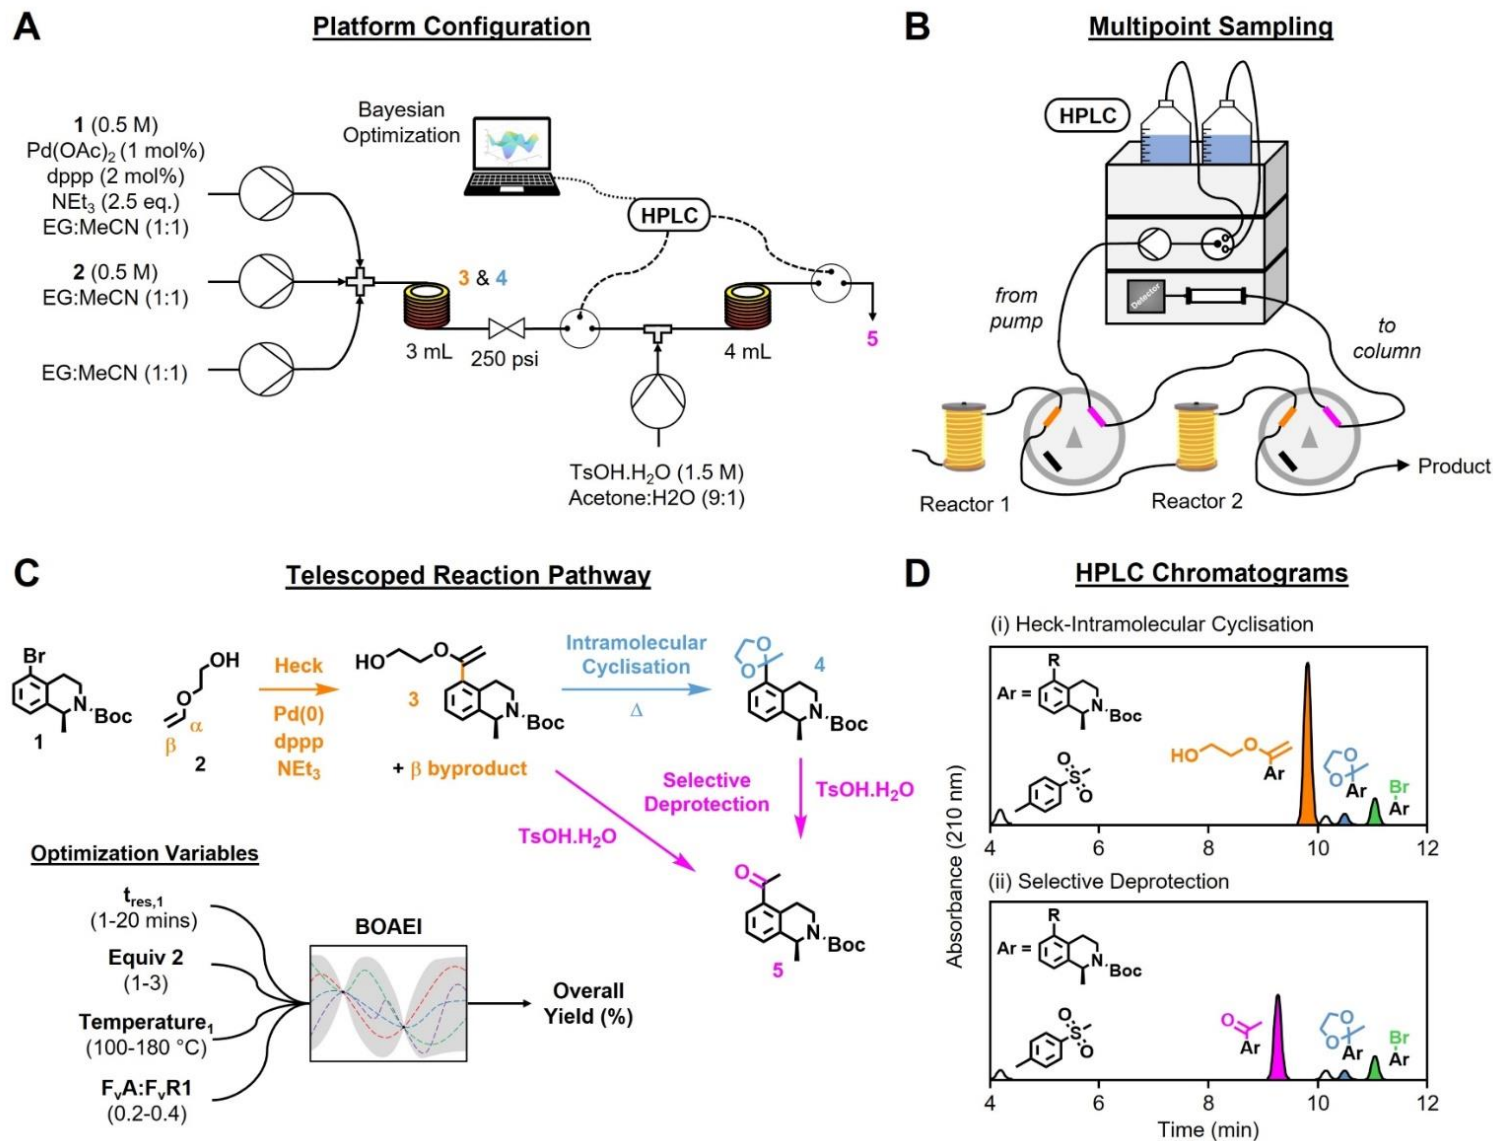 A
Platform Configuration
1 (0.5 M)
Pd(OAc)₂ (1 mol%)
dppp (2 mol%)
NEt₃ (2.5 eq.)
EG:MeCN (1:1)
2 (0.5 M)
EG:MeCN (1:1)
EG:MeCN (1:1)
Bayesian
Optimization
HPLC
3 & 4
3 mL
250 psi
4 mL
5
TsOH.H₂O (1.5 M)
Acetone:H2O (9:1)
B
Multipoint Sampling
HPLC
Detector
from
pump
to
column
Reactor 1
Reactor 2
Product
C
Telescoped Reaction Pathway
Br
N
Boc
1
OH
O
α
β
2
Heck
Pd(0)
dppp
NEt₃
HO
O
3
N
Boc
+ β byproduct
Intramolecular
Cyclisation
Δ
O
O
4
N
Boc
Selective
Deprotection
TsOH.H₂O
TsOH.H₂O
O
N
Boc
5
Optimization Variables
t_res,1
(1-20 mins)
Equiv 2
(1-3)
Temperature₁
(100-180 °C)
FᵥA:FᵥR1
(0.2-0.4)
BOAEI
Overall
Yield (%)
D
HPLC Chromatograms
(i) Heck-Intramolecular Cyclisation
R
Ar =
N
Boc
O
S
O
HO
O
Ar
O
O
Ar
Br
Ar
4
6
8
10
12
(ii) Selective Deprotection
R
Ar =
N
Boc
O
S
O
O
Ar
O
O
Ar
Br
Ar
4
6
8
10
12
Absorbance (210 nm)
Time (min)